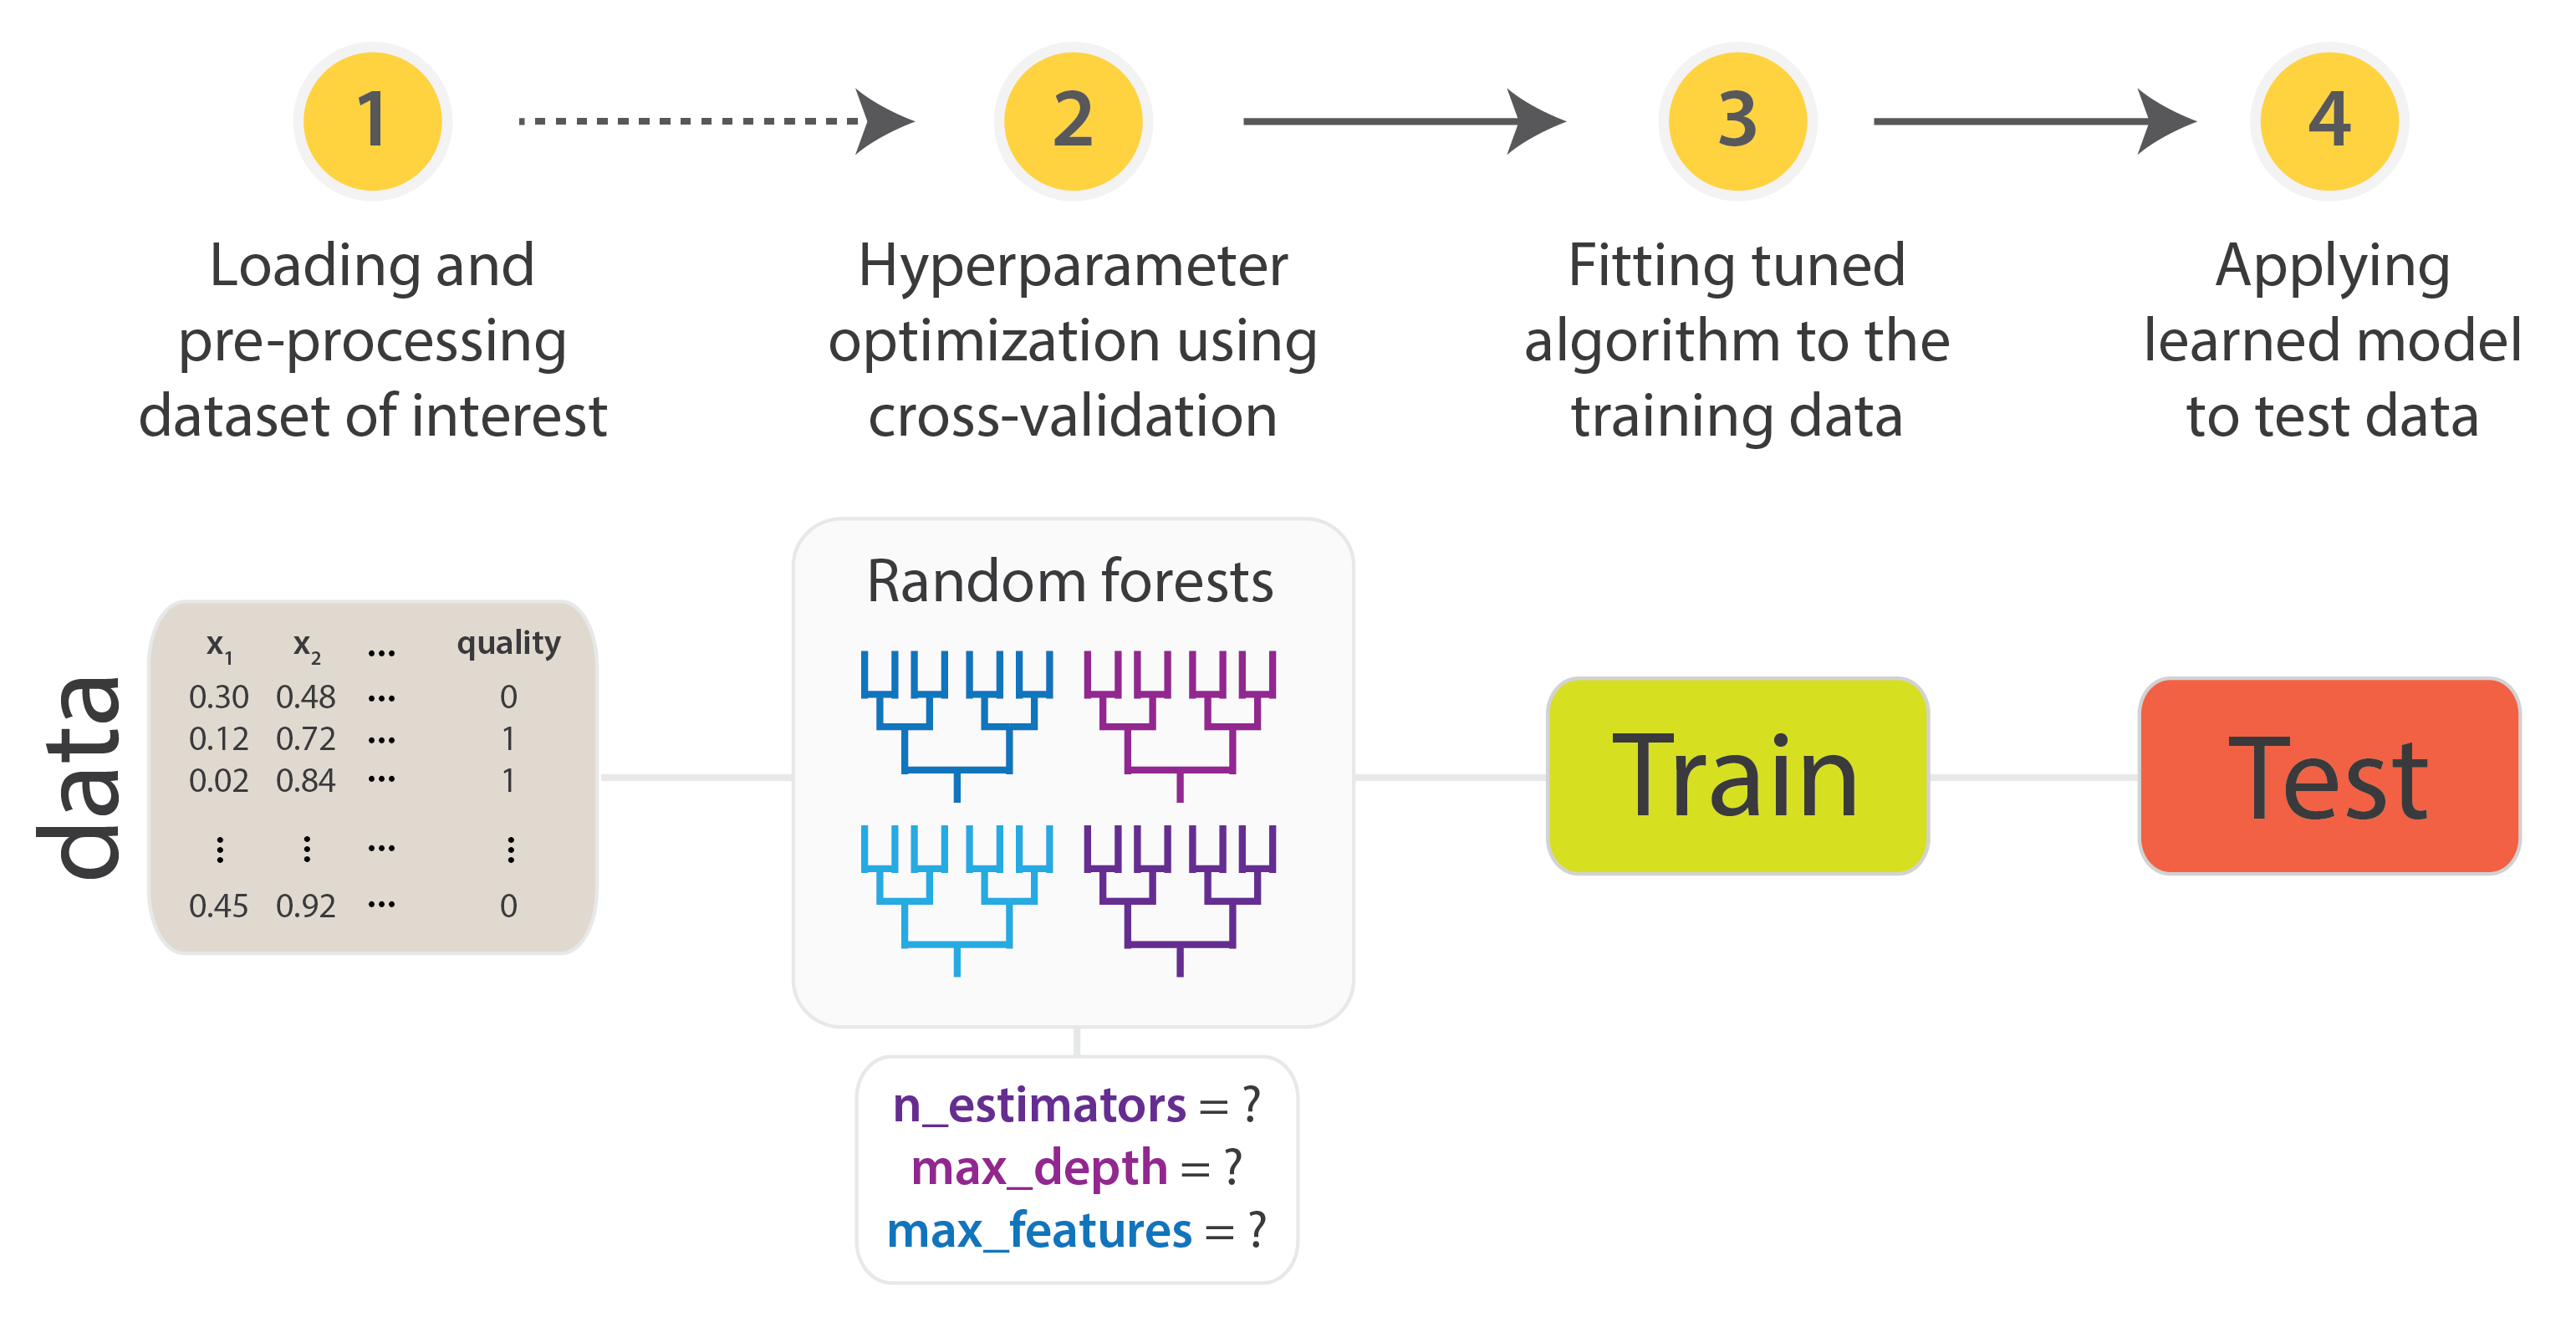 1
2
3
4
Loading and
pre-processing
dataset of interest
Hyperparameter
optimization using
cross-validation
Fitting tuned
algorithm to the
training data
Applying
learned model
to test data
data
x₁ x₂ ... quality
0.30 0.48 ... 0
0.12 0.72 ... 1
0.02 0.84 ... 1
⋮ ⋮ ... ⋮
0.45 0.92 ... 0
Random forests
n_estimators = ?
max_depth = ?
max_features = ?
Train
Test